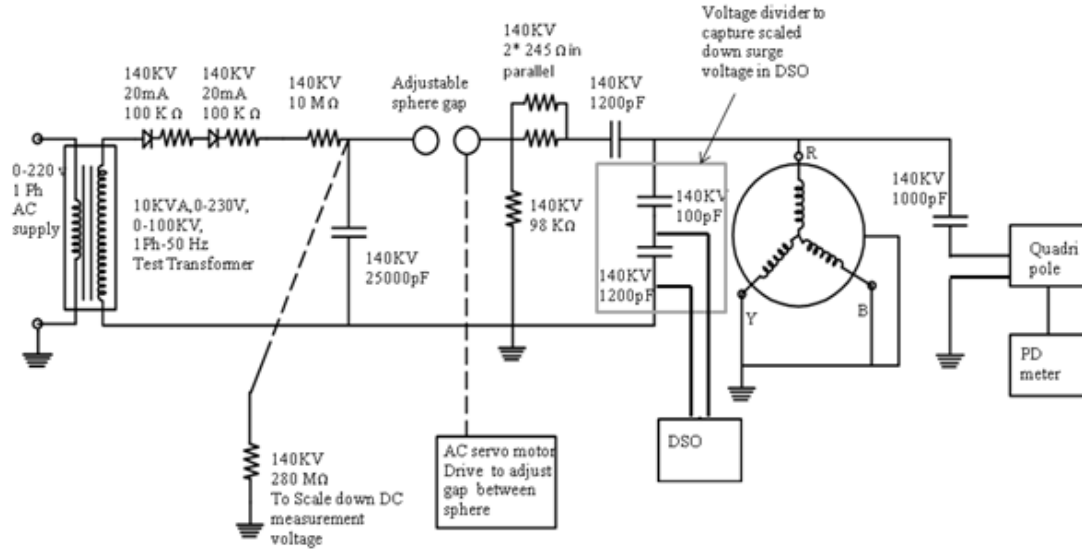 Voltage divider to
capture scaled
down surge
voltage in DSO
140KV
2* 245 Ω in
parallel
140KV
20mA
100 K Ω
140KV
20mA
100 K Ω
140KV
10 MΩ
Adjustable
sphere gap
140KV
1200pF
R
0-220 v
1 Ph
AC
supply
10KVA,0-230V,
0-100KV,
1Ph-50 Hz
Test Transformer
140KV
25000pF
140KV
98 KΩ
140KV
100pF
140KV
1200pF
Y
B
140KV
1000pF
Quadri
pole
PD
meter
DSO
140KV
280 MΩ
To Scale down DC
measurement
voltage
AC servo motor
Drive to adjust
gap between
sphere